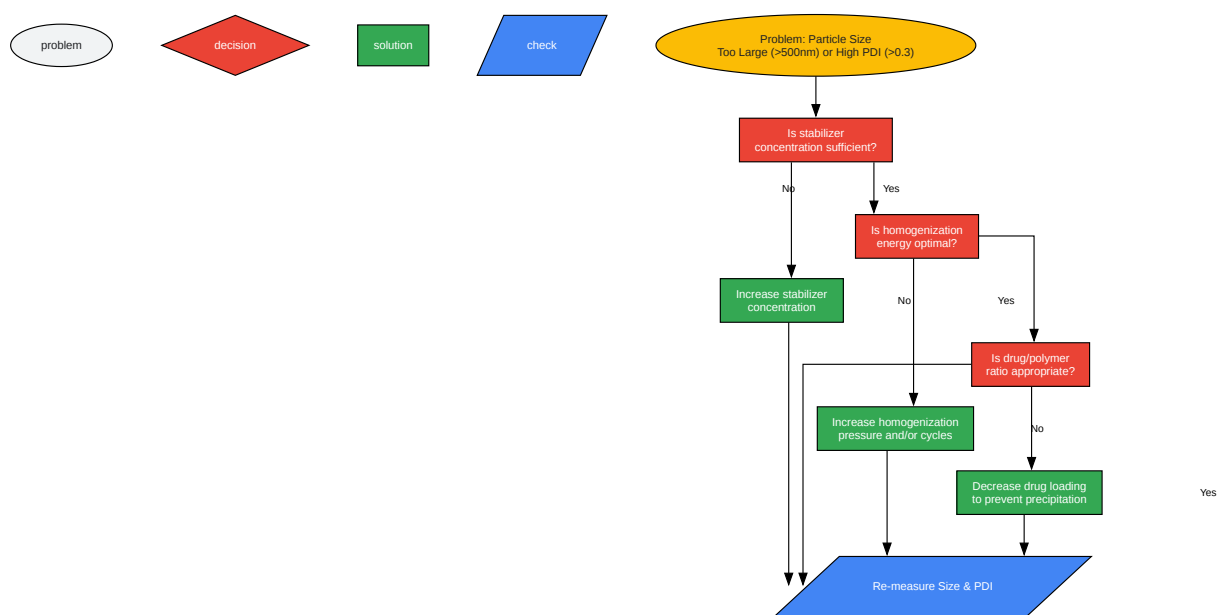 problem
decision
solution
check
Problem: Particle Size
Too Large (>500nm) or High PDI (>0.3)
Is stabilizer
concentration sufficient?
No
Yes
Is homogenization
energy optimal?
Increase stabilizer
concentration
No
Yes
Is drug/polymer
ratio appropriate?
Increase homogenization
pressure and/or cycles
No
Decrease drug loading
to prevent precipitation
Yes
Re-measure Size & PDI